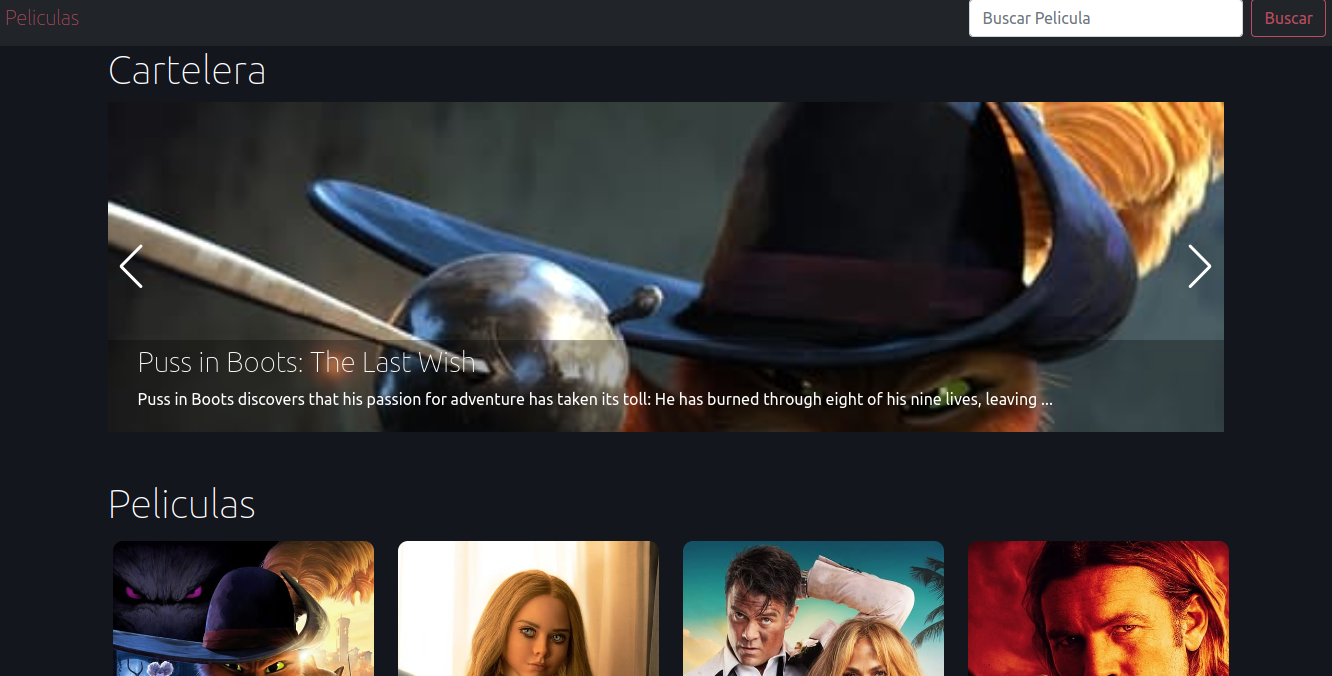 Peliculas
Buscar Pelicula
Buscar
Cartelera
Puss in Boots: The Last Wish
Puss in Boots discovers that his passion for adventure has taken its toll: He has burned through eight of his nine lives, leaving ...
Peliculas